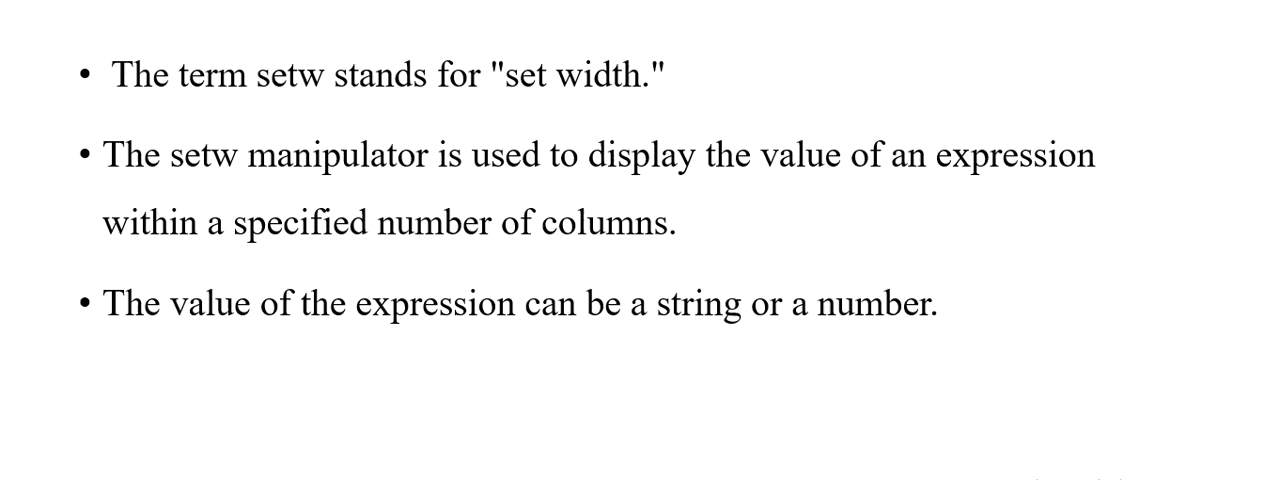 • The term setw stands for "set width."
• The setw manipulator is used to display the value of an expression
within a specified number of columns.
• The value of the expression can be a string or a number.